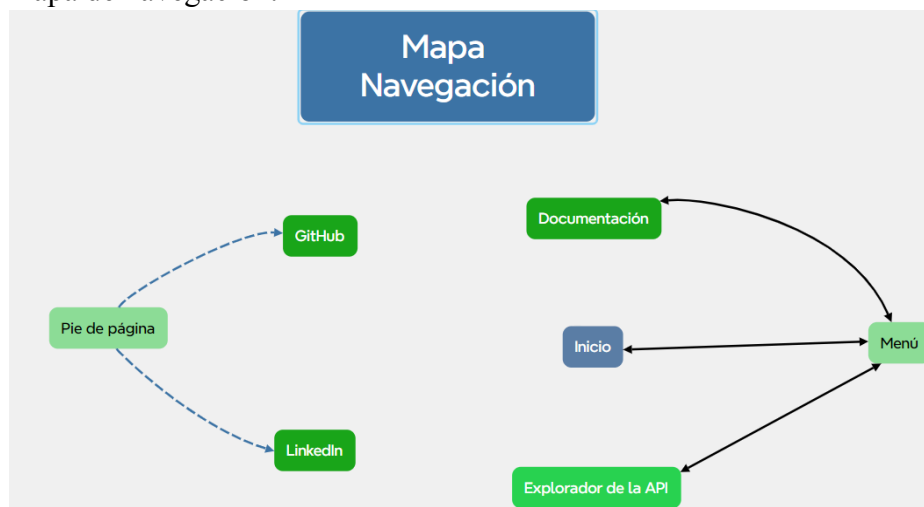 Mapa
Navegación
Documentación
GitHub
Pie de página
Inicio
Menú
LinkedIn
Explorador de la API